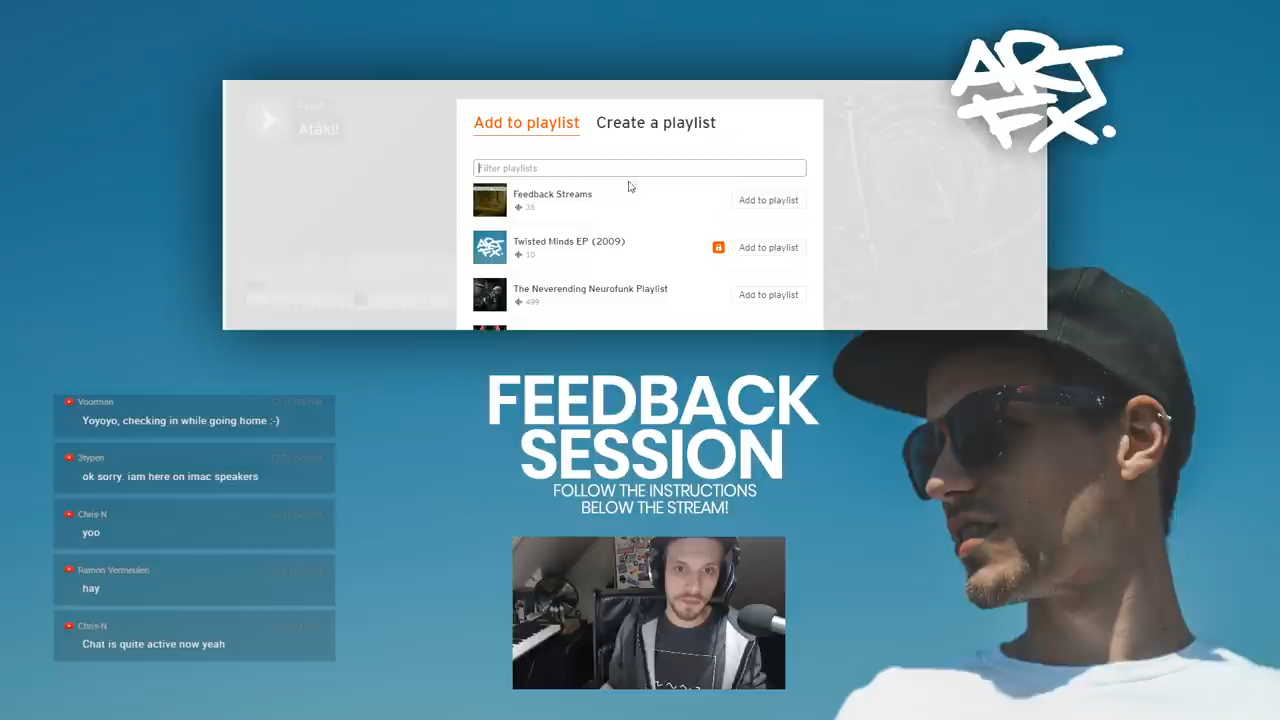 ART
FX.
Aták!!
Add to playlist Create a playlist
Filter playlists
Feedback Streams
35
Add to playlist
Twisted Minds EP (2009)
10
Add to playlist
The Neverending Neurofunk Playlist
499
Add to playlist
Voorman
Yoyoyo, checking in while going home :-)
3typen
ok sorry. iam here on imac speakers
Chris-N
yoo
Ramon Vermeulen
hay
Chris-N
Chat is quite active now yeah
FEEDBACK
SESSION
FOLLOW THE INSTRUCTIONS
BELOW THE STREAM!